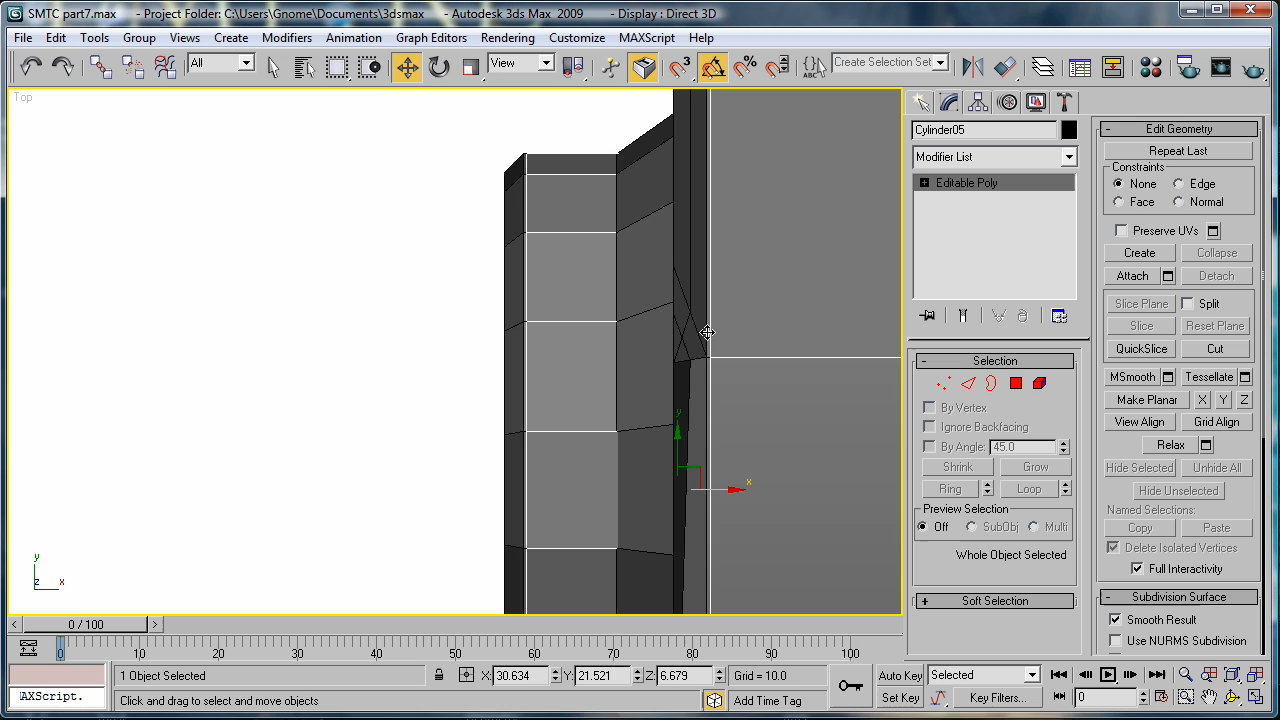 SMTC part7.max - Project Folder: C:\Users\Gnome\Documents\3dsmax - Autodesk 3ds Max 2009 - Display : Direct 3D
File Edit Tools Group Views Create Modifiers Animation Graph Editors Rendering Customize MAXScript Help
All View 3 % ABC Create Selection Set
Top
Cylinder05
Modifier List
Editable Poly
Selection
By Vertex
Ignore Backfacing
By Angle: 45.0
Shrink Grow
Ring Loop
Preview Selection
Off SubObj Multi
Whole Object Selected
Soft Selection
Edit Geometry
Repeat Last
Constraints
None Edge
Face Normal
Preserve UVs
Create Collapse
Attach Detach
Slice Plane Split
Slice Reset Plane
QuickSlice Cut
MSmooth Tessellate
Make Planar X Y Z
View Align Grid Align
Relax
Hide Selected Unhide All
Hide Unselected
Named Selections:
Copy Paste
Delete Isolated Vertices
Full Interactivity
Subdivision Surface
Smooth Result
Use NURMS Subdivision
y
x
y
z x
0 / 100
0 10 20 30 40 50 60 70 80 90 100
1 Object Selected X: 30.634 Y: 21.521 Z: 6.679 Grid = 10.0 Auto Key Selected
AXScript. Click and drag to select and move objects Add Time Tag Set Key Key Filters... 0